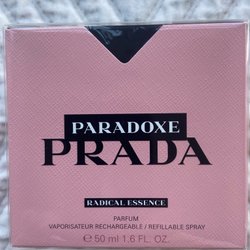 PARADOXE
PRADA
RADICAL ESSENCE
PARFUM
VAPORISATEUR RECHARGEABLE / REFILLABLE SPRAY
℮ 50 ml 1.6 FL. OZ